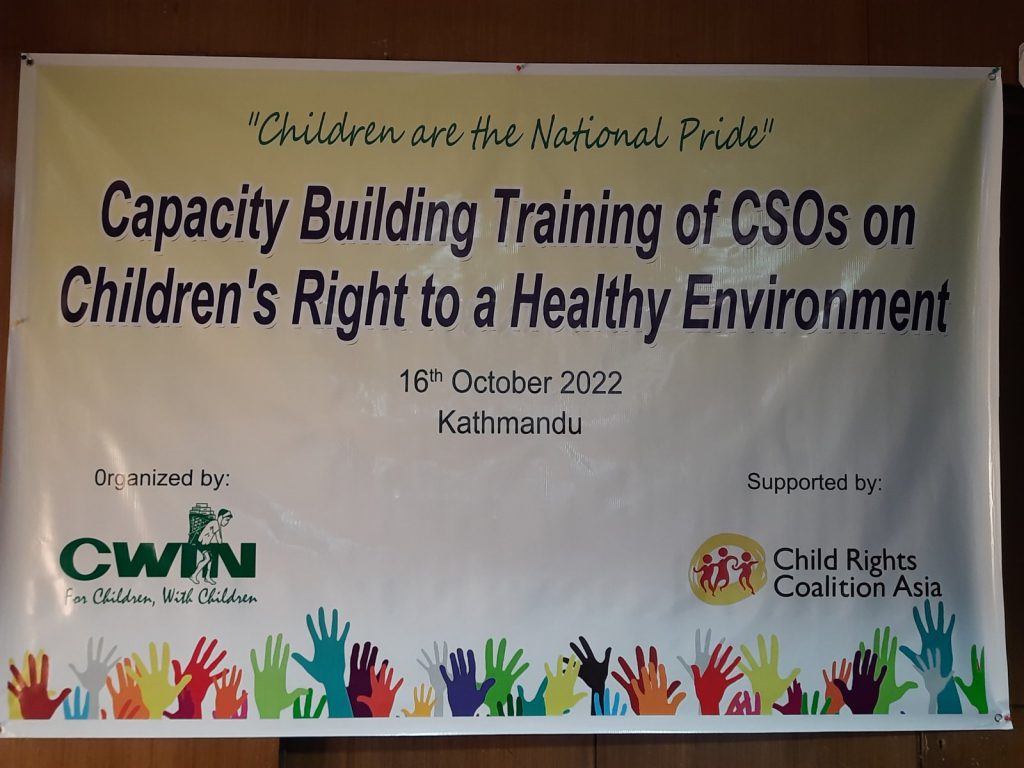 "Children are the National Pride"
Capacity Building Training of CSOs on
Children's Right to a Healthy Environment
16th October 2022
Kathmandu
0rganized by:
CWIN
For Children, With Children
Supported by:
Child Rights
Coalition Asia